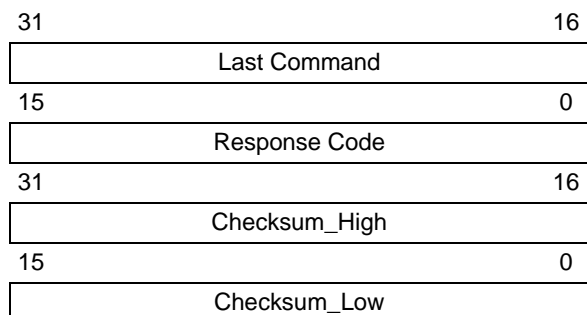 31 16
Last Command
15 0
Response Code
31 16
Checksum_High
15 0
Checksum_Low